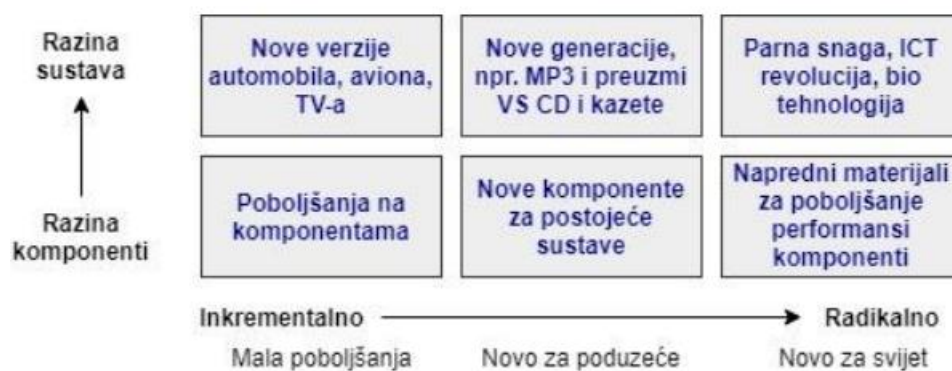 Razina
sustava
Nove verzije
automobila, aviona,
TV-a
Nove generacije,
npr. MP3 i preuzmi
VS CD i kazete
Parna snaga, ICT
revolucija, bio
tehnologija
Razina
komponenti
Poboljšanja na
komponentama
Nove komponente
za postojeće
sustave
Napredni materijali
za poboljšanje
performansi
komponenti
Inkrementalno
Radikalno
Mala poboljšanja
Novo za poduzeće
Novo za svijet